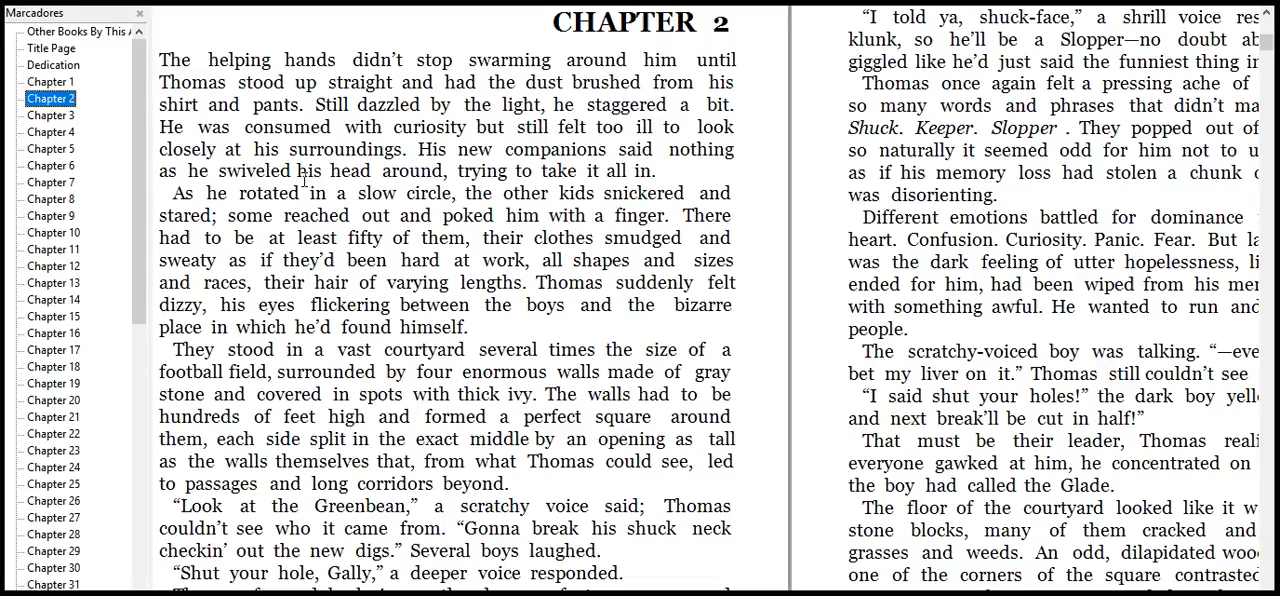 Marcadores
Other Books By This
Title Page
Dedication
Chapter 1
Chapter 2
Chapter 3
Chapter 4
Chapter 5
Chapter 6
Chapter 7
Chapter 8
Chapter 9
Chapter 10
Chapter 11
Chapter 12
Chapter 13
Chapter 14
Chapter 15
Chapter 16
Chapter 17
Chapter 18
Chapter 19
Chapter 20
Chapter 21
Chapter 22
Chapter 23
Chapter 24
Chapter 25
Chapter 26
Chapter 27
Chapter 28
Chapter 29
Chapter 30
Chapter 31
CHAPTER 2
The helping hands didn’t stop swarming around him until
Thomas stood up straight and had the dust brushed from his
shirt and pants. Still dazzled by the light, he staggered a bit.
He was consumed with curiosity but still felt too ill to look
closely at his surroundings. His new companions said nothing
as he swiveled his head around, trying to take it all in.
As he rotated in a slow circle, the other kids snickered and
stared; some reached out and poked him with a finger. There
had to be at least fifty of them, their clothes smudged and
sweaty as if they’d been hard at work, all shapes and sizes
and races, their hair of varying lengths. Thomas suddenly felt
dizzy, his eyes flickering between the boys and the bizarre
place in which he’d found himself.
They stood in a vast courtyard several times the size of a
football field, surrounded by four enormous walls made of gray
stone and covered in spots with thick ivy. The walls had to be
hundreds of feet high and formed a perfect square around
them, each side split in the exact middle by an opening as tall
as the walls themselves that, from what Thomas could see, led
to passages and long corridors beyond.
“Look at the Greenbean,” a scratchy voice said; Thomas
couldn’t see who it came from. “Gonna break his shuck neck
checkin’ out the new digs.” Several boys laughed.
“Shut your hole, Gally,” a deeper voice responded.
“I told ya, shuck-face,” a shrill voice res
klunk, so he’ll be a Slopper—no doubt ab
giggled like he’d just said the funniest thing in
Thomas once again felt a pressing ache of
so many words and phrases that didn’t ma
Shuck. Keeper. Slopper . They popped out of
so naturally it seemed odd for him not to u
as if his memory loss had stolen a chunk
was disorienting.
Different emotions battled for dominance
heart. Confusion. Curiosity. Panic. Fear. But la
was the dark feeling of utter hopelessness, li
ended for him, had been wiped from his mem
with something awful. He wanted to run and
people.
The scratchy-voiced boy was talking. “—eve
bet my liver on it.” Thomas still couldn’t see
“I said shut your holes!” the dark boy yell
and next break’ll be cut in half!”
That must be their leader, Thomas reali
everyone gawked at him, he concentrated on
the boy had called the Glade.
The floor of the courtyard looked like it w
stone blocks, many of them cracked and
grasses and weeds. An odd, dilapidated woo
one of the corners of the square contrasted